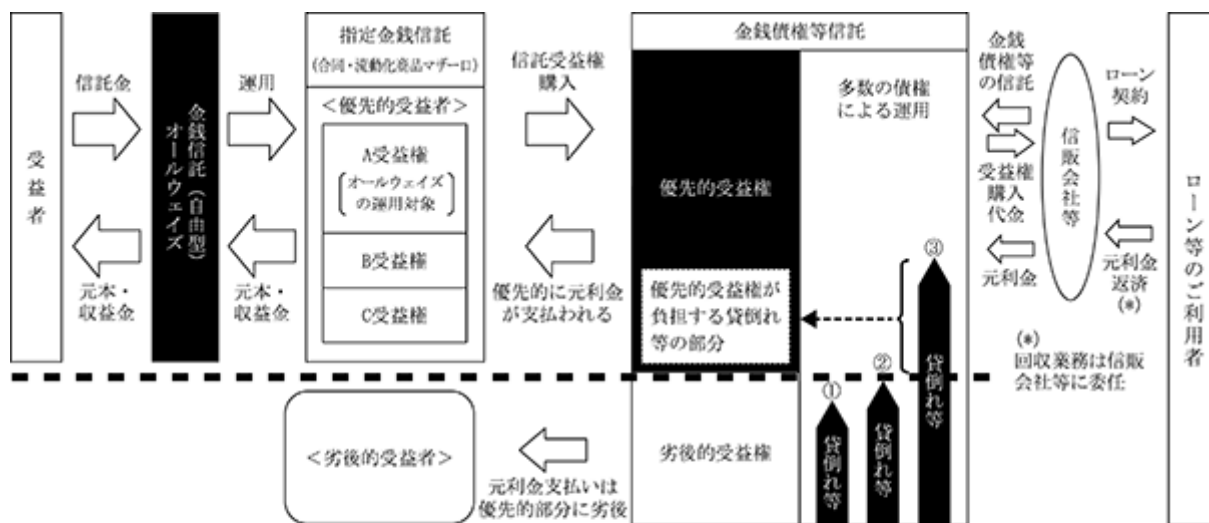 受益者
信託金
元本・
収益金
金銭信託(自由型)
オールウェイズ
運用
元本・
収益金
指定金銭信託
(合同・流動化商品マザー口)
<優先的受益者>
A受益権
オールウェイズ
の運用対象
B受益権
C受益権
信託受益権
購入
優先的に元利金
が支払われる
<劣後的受益者>
元利金支払いは
優先的部分に劣後
金銭債権等信託
優先的受益権
優先的受益権が
負担する貸倒れ
等の部分
劣後的受益権
多数の債権
による運用
①
貸倒れ等
②
貸倒れ等
③
貸倒れ等
金銭
債権等
の信託
受益権
購入
代金
元利金
信販会社等
ローン
契約
元利金
返済
(*)
(*)
回収業務は信販
会社等に委任
ローン等のご利用者